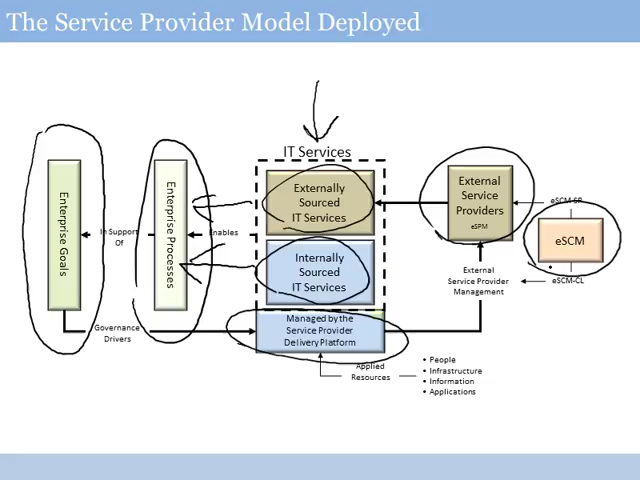 The Service Provider Model Deployed
IT Services
Enterprise Goals
In Support
Of
Enterprise Processes
Enables
Externally
Sourced
IT Services
Internally
Sourced
IT Services
Managed by the
Service Provider
Delivery Platform
External
Service
Providers
eSPM
eSCM-SP
eSCM
eSCM-CL
External
Service Provider
Management
Governance
Drivers
Applied
Resources
• People
• Infrastructure
• Information
• Applications